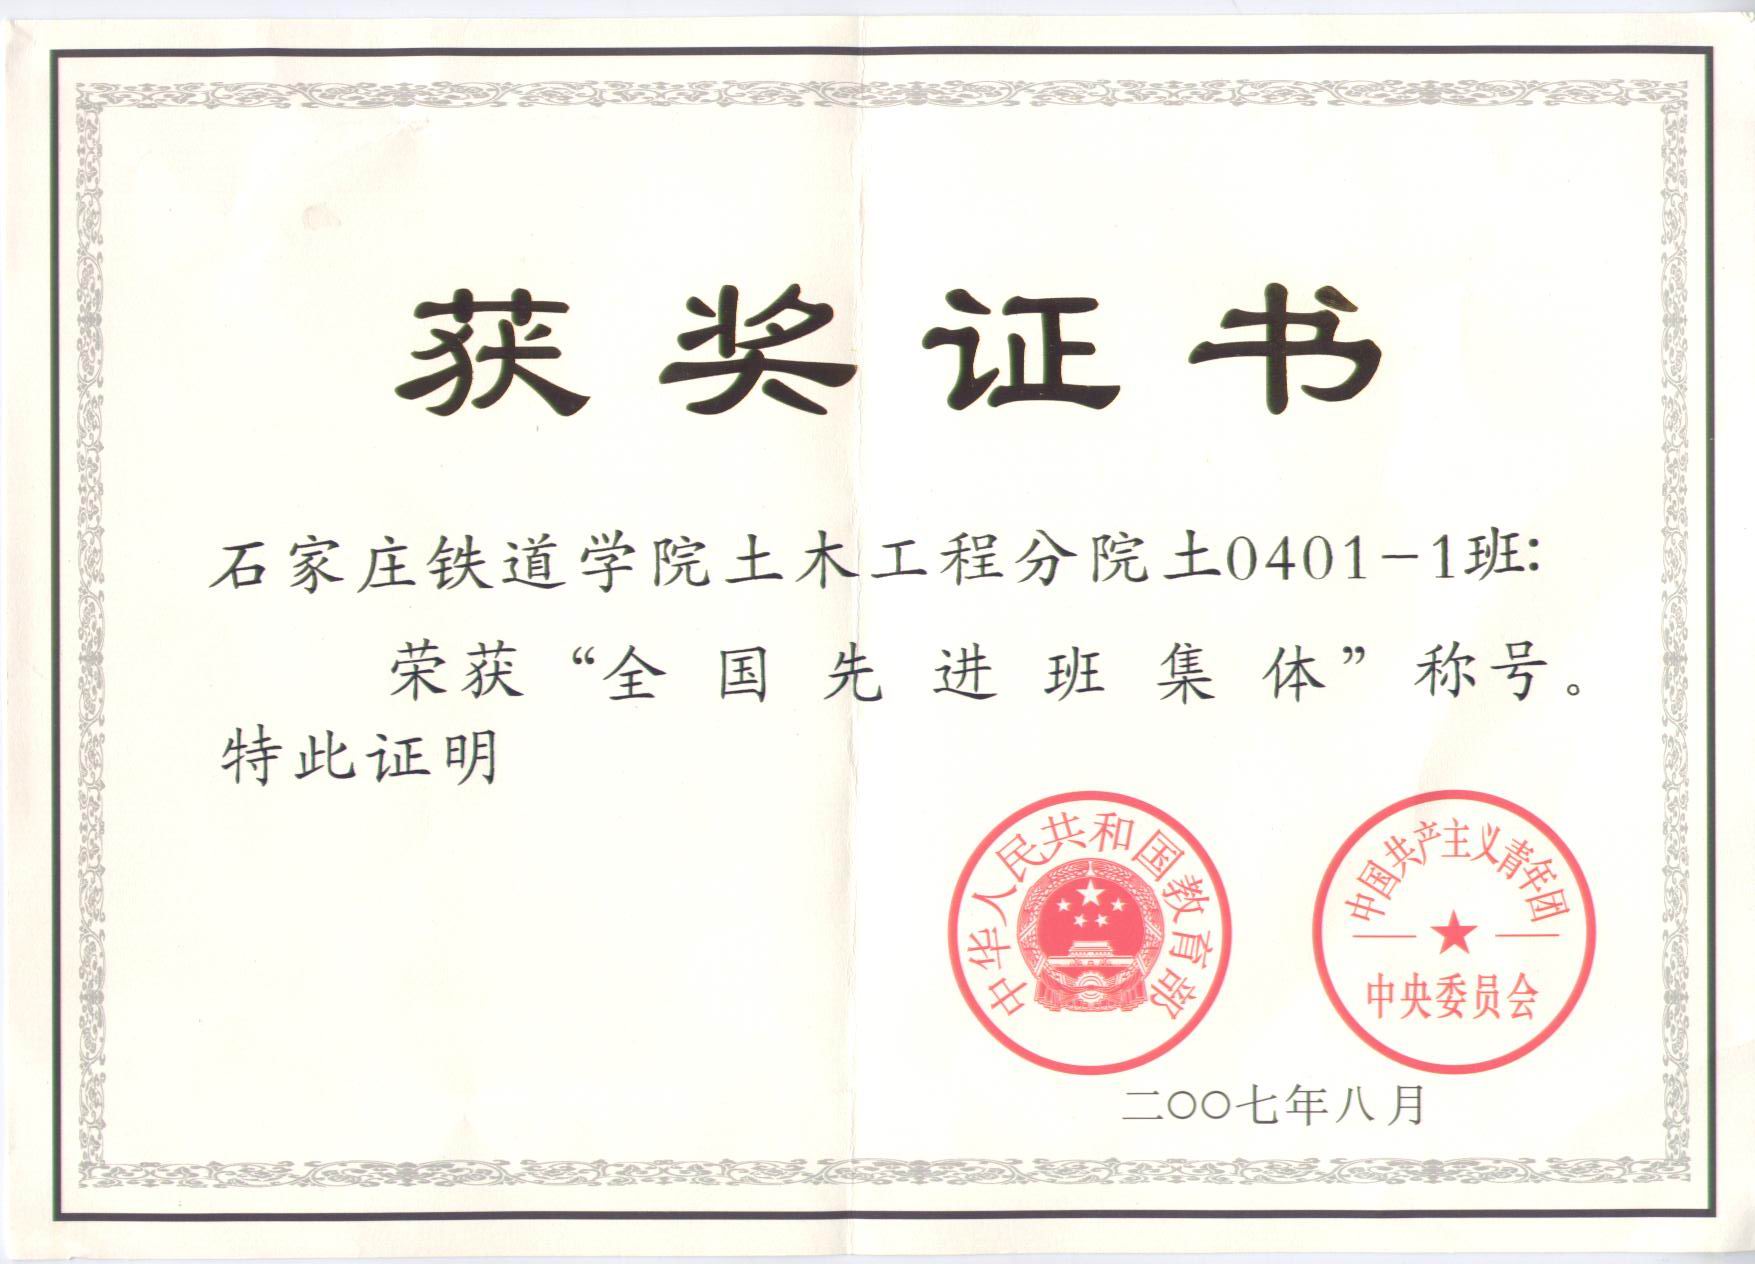 获奖证书
石家庄铁道学院土木工程分院土0401-1班:
荣获“全国先进班集体”称号。
特此证明
中华人民共和国教育部
中国共产主义青年团
中央委员会
二〇〇七年八月